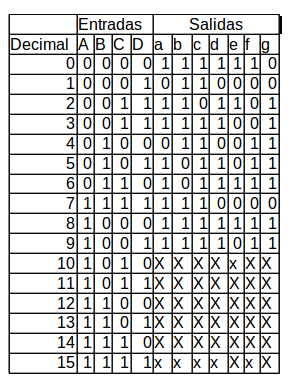 Entradas Salidas
Decimal A B C D a b c d e f g
0 0 0 0 0 1 1 1 1 1 1 0
1 0 0 0 1 0 1 1 0 0 0 0
2 0 0 1 1 1 1 0 1 1 0 1
3 0 0 1 1 1 1 1 1 0 0 1
4 0 1 0 0 0 1 1 0 0 1 1
5 0 1 0 0 1 0 1 1 0 1 1
6 0 1 1 0 1 0 1 1 1 1 1
7 1 1 1 1 1 1 1 0 0 0 0
8 1 0 0 0 1 1 1 1 1 1 1
9 1 0 0 1 1 1 1 1 0 1 1
10 1 0 1 0 X X X X x X X
11 1 0 1 1 X X X X X X X
12 1 1 0 0 X X X X X X X
13 1 1 0 1 X X X X X X X
14 1 1 1 0 X X X X X X X
15 1 1 1 1 x x x x X x X